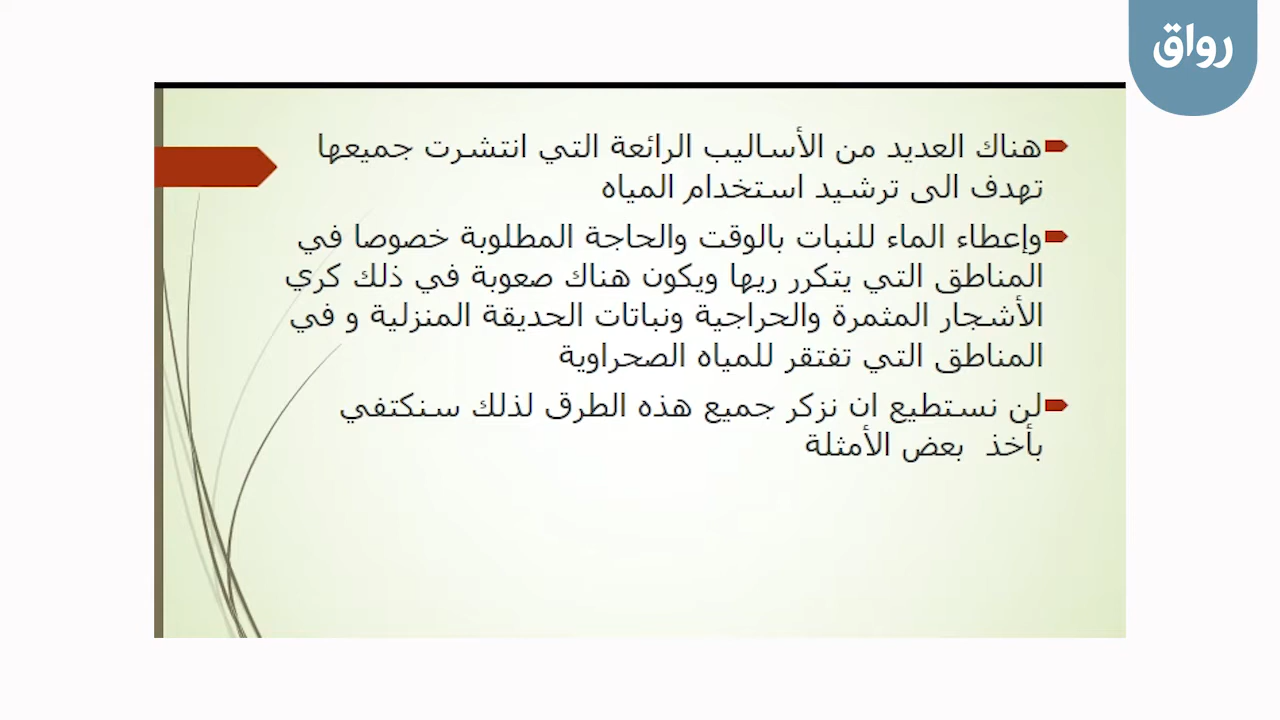 رواق
هناك العديد من الأساليب الرائعة التي انتشرت جميعها
تهدف الى ترشيد استخدام المياه
وإعطاء الماء للنبات بالوقت والحاجة المطلوبة خصوصا في
المناطق التي يتكرر ريها ويكون هناك صعوبة في ذلك كري
الأشجار المثمرة والحراجية ونباتات الحديقة المنزلية و في
المناطق التي تفتقر للمياه الصحراوية
لن نستطيع ان نزكر جميع هذه الطرق لذلك سنكتفي
بأخذ  بعض الأمثلة